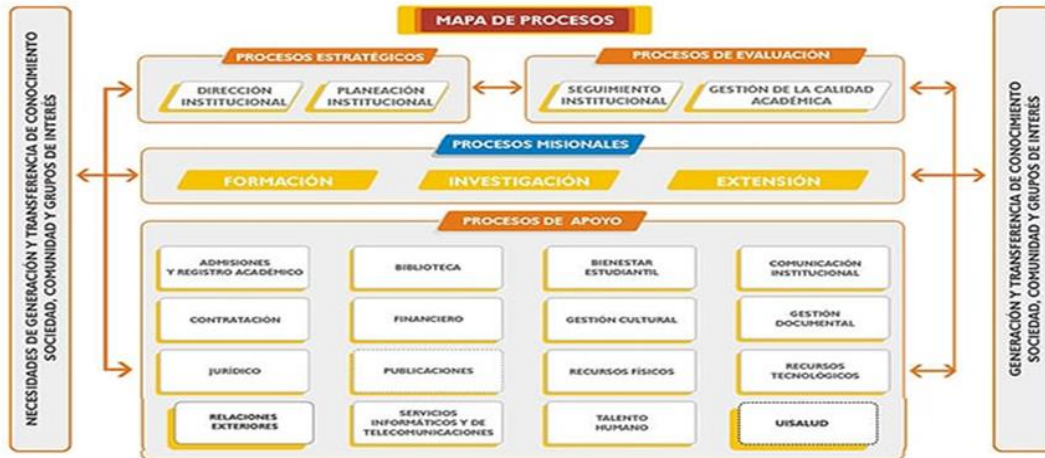 MAPA DE PROCESOS
NECESIDADES DE GENERACIÓN Y TRANSFERENCIA DE CONOCIMIENTO
SOCIEDAD, COMUNIDAD Y GRUPOS DE INTERÉS
PROCESOS ESTRATÉGICOS
DIRECCIÓN
INSTITUCIONAL
PLANEACIÓN
INSTITUCIONAL
PROCESOS DE EVALUACIÓN
SEGUIMIENTO
INSTITUCIONAL
GESTIÓN DE LA CALIDAD
ACADÉMICA
PROCESOS MISIONALES
FORMACIÓN
INVESTIGACIÓN
EXTENSIÓN
PROCESOS DE APOYO
ADMISIONES
Y REGISTRO ACADÉMICO
BIBLIOTECA
BIENESTAR
ESTUDIANTIL
COMUNICACIÓN
INSTITUCIONAL
CONTRATACIÓN
FINANCIERO
GESTIÓN CULTURAL
GESTIÓN
DOCUMENTAL
JURÍDICO
PUBLICACIONES
RECURSOS FÍSICOS
RECURSOS
TECNOLÓGICOS
RELACIONES
EXTERIORES
SERVICIOS
INFORMÁTICOS Y DE
TELECOMUNICACIONES
TALENTO
HUMANO
UISALUD
GENERACIÓN Y TRANSFERENCIA DE CONOCIMIENTO
SOCIEDAD, COMUNIDAD Y GRUPOS DE INTERÉS